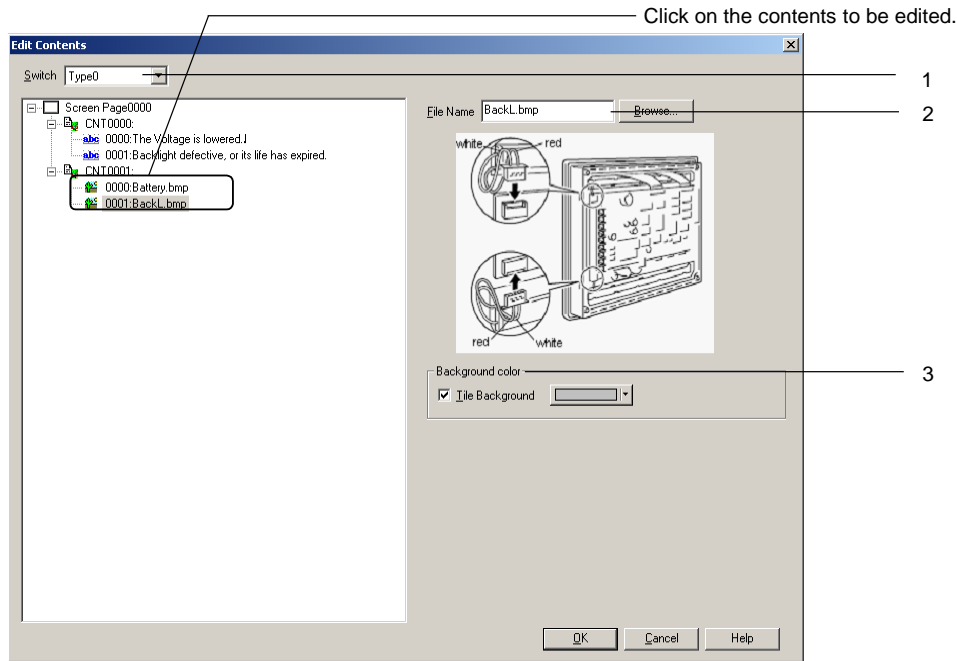 Click on the contents to be edited.
Edit Contents
Switch Type0
1
Screen Page0000
CNT0000:
0000:The Voltage is lowered.
0001:Backlight defective, or its life has expired.
CNT0001:
0000:Battery.bmp
0001:BackL.bmp
File Name BackL.bmp Browse...
2
white red
red white
Background color
3
Tile Background
OK Cancel Help